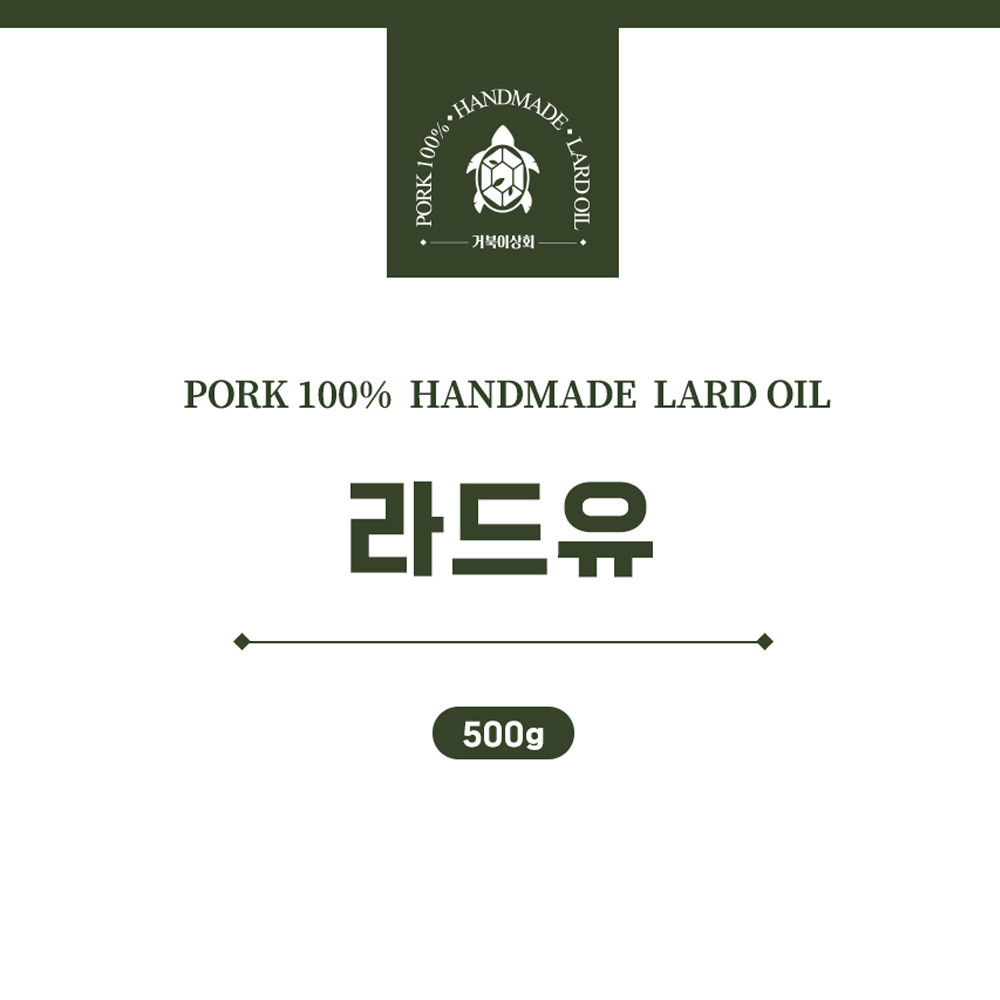 PORK 100% · HANDMADE · LARD OIL
거북이상회
PORK 100% HANDMADE LARD OIL
라드유
500g